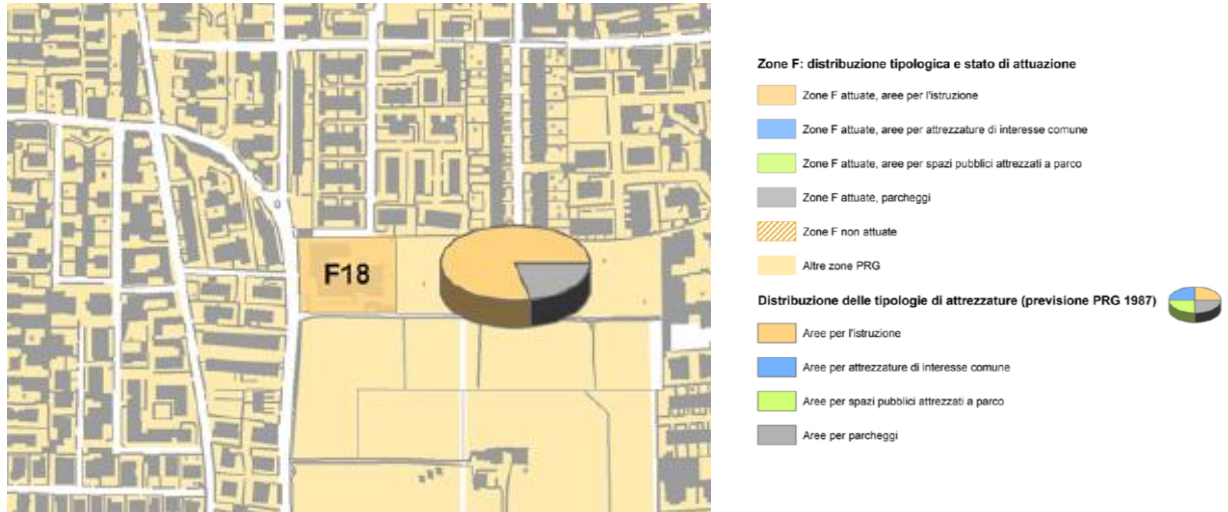 F18
Zone F: distribuzione tipologica e stato di attuazione
Zone F attuate, aree per l'istruzione
Zone F attuate, aree per attrezzature di interesse comune
Zone F attuate, aree per spazi pubblici attrezzati a parco
Zone F attuate, parcheggi
Zone F non attuate
Altre zone PRG
Distribuzione delle tipologie di attrezzature (previsione PRG 1987)
Aree per l'istruzione
Aree per attrezzature di interesse comune
Aree per spazi pubblici attrezzati a parco
Aree per parcheggi